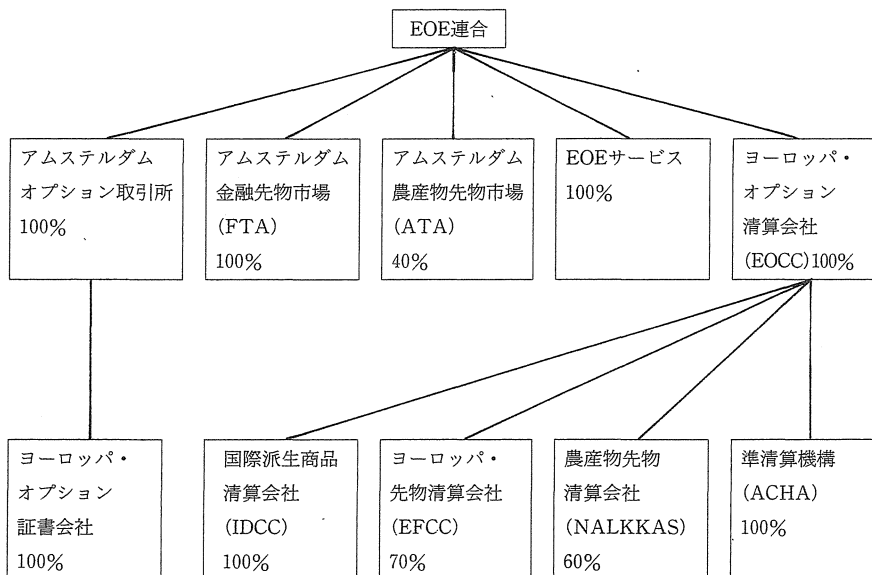 EOE連合
アムステルダム
オプション取引所
100%
アムステルダム
金融先物市場
(FTA)
100%
アムステルダム
農産物先物市場
(ATA)
40%
EOEサービス
100%
ヨーロッパ・
オプション
清算会社
(EOCC)100%
ヨーロッパ・
オプション
証書会社
100%
国際派生商品
清算会社
(IDCC)
100%
ヨーロッパ・
先物清算会社
(EFCC)
70%
農産物先物
清算会社
(NALKKAS)
60%
準清算機構
(ACHA)
100%